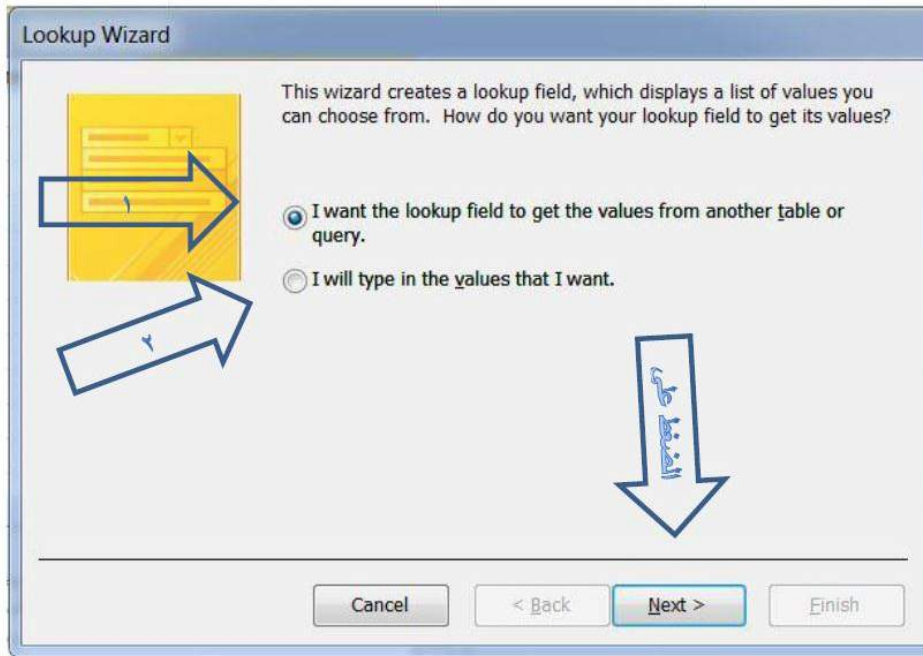 Lookup Wizard
This wizard creates a lookup field, which displays a list of values you
can choose from. How do you want your lookup field to get its values?
١
I want the lookup field to get the values from another table or
query.
I will type in the values that I want.
٢
الضغط على
Cancel
< Back
Next >
Finish